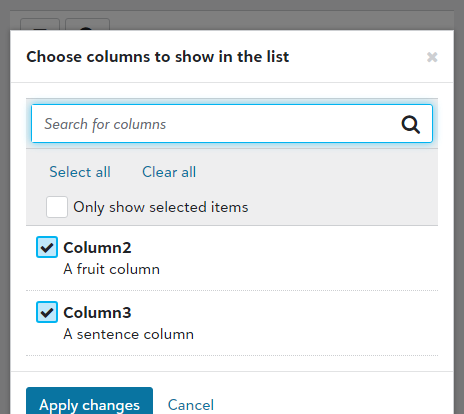 Choose columns to show in the list
Search for columns
Select all Clear all
Only show selected items
Column2
A fruit column
Column3
A sentence column
Apply changes Cancel